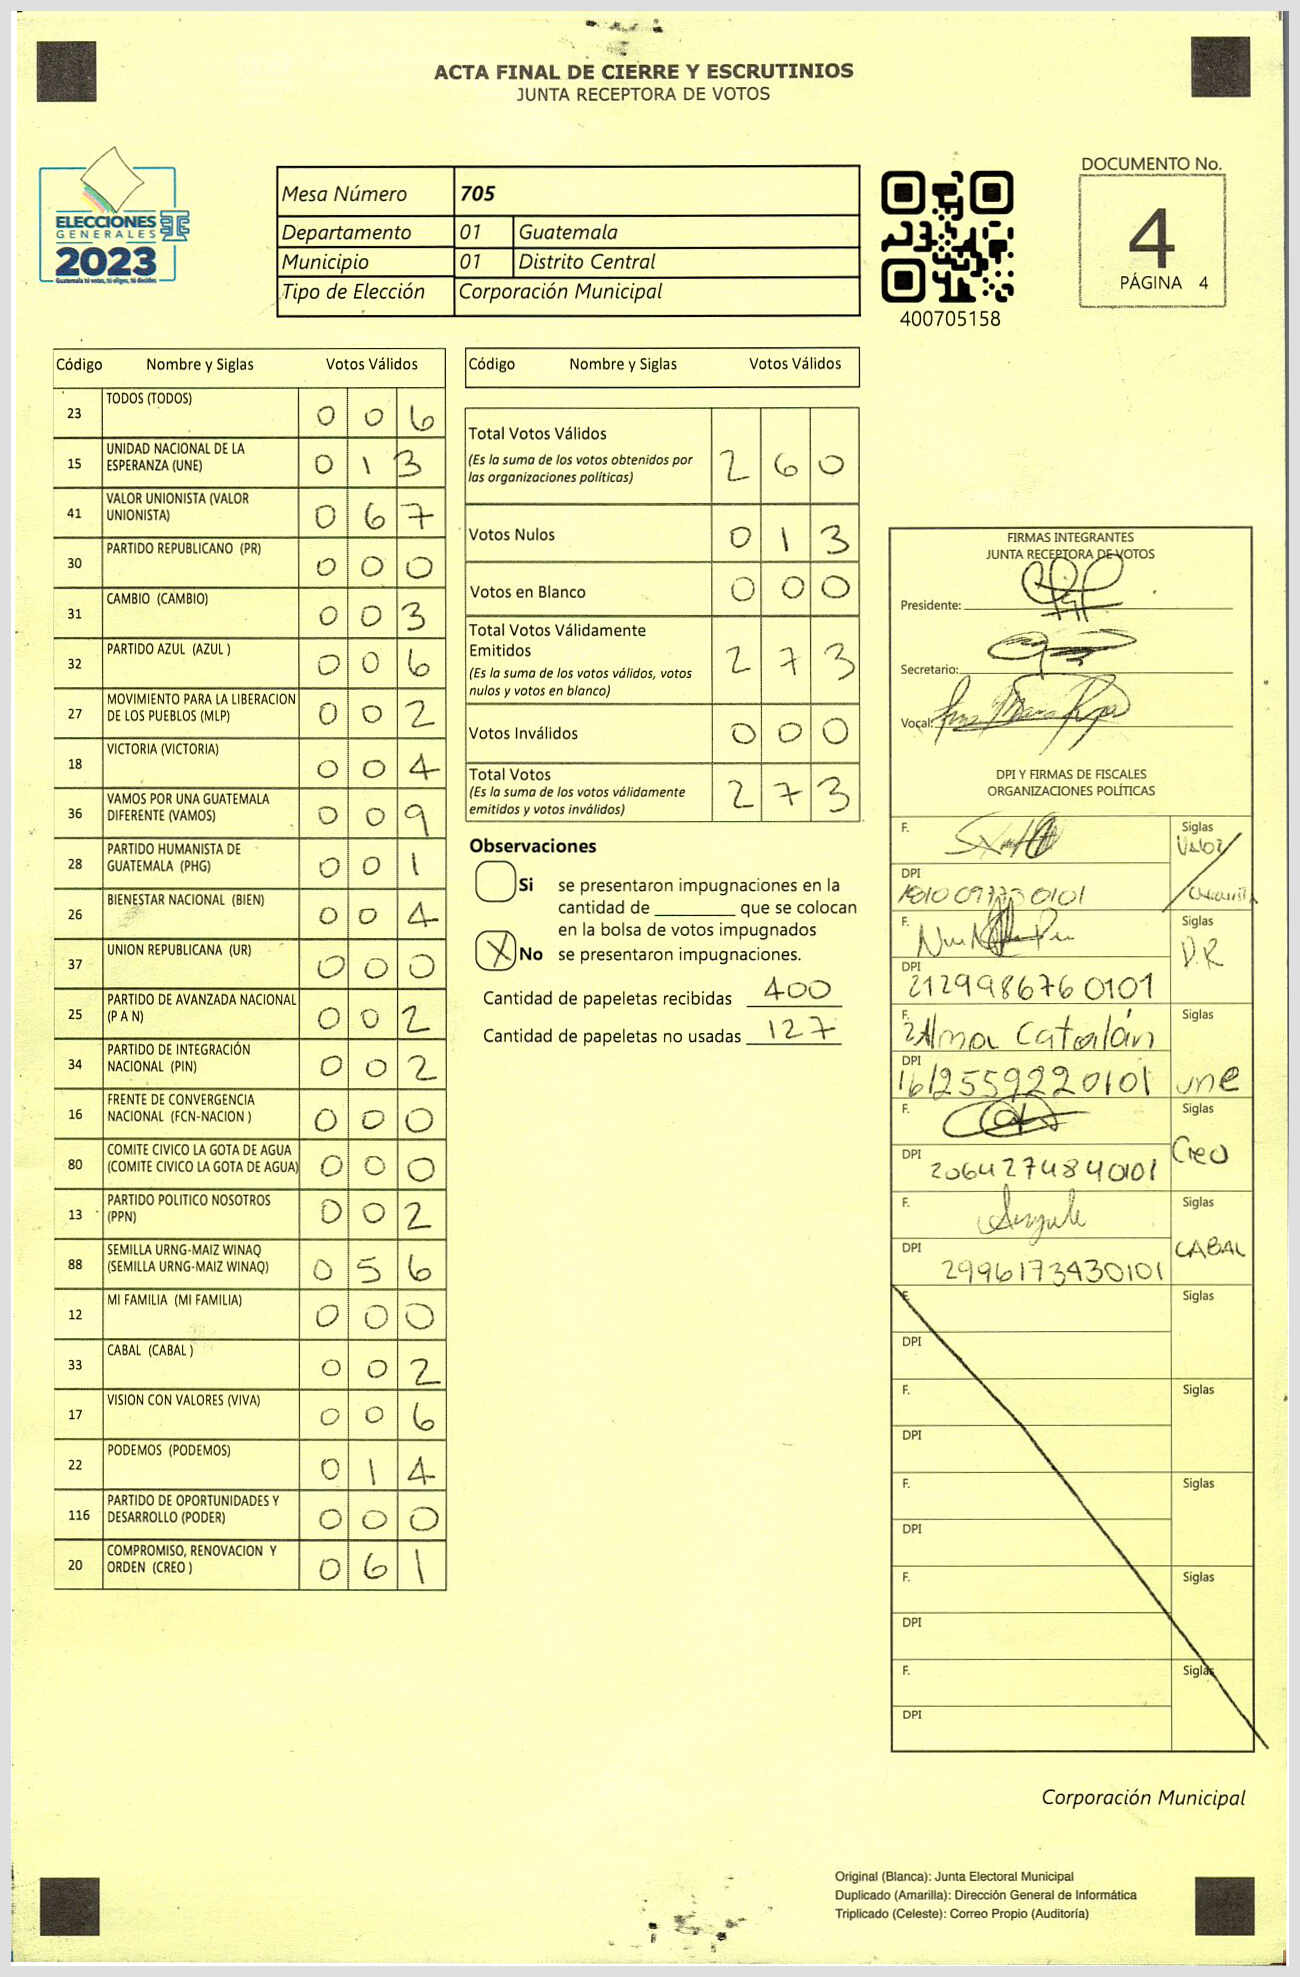 ACTA FINAL DE CIERRE Y ESCRUTINIOS
JUNTA RECEPTORA DE VOTOS
ELECCIONES
GENERALES
2023
Guatemala tú votas, tú eliges, tú decides
TE
Mesa Número 705
Departamento 01 Guatemala
Municipio 01 Distrito Central
Tipo de Elección Corporación Municipal
400705158
DOCUMENTO No.
4
PÁGINA 4
Código Nombre y Siglas Votos Válidos
23 TODOS (TODOS) 0 0 6
15 UNIDAD NACIONAL DE LA
ESPERANZA (UNE) 0 1 3
41 VALOR UNIONISTA (VALOR
UNIONISTA) 0 6 7
30 PARTIDO REPUBLICANO (PR) 0 0 0
31 CAMBIO (CAMBIO) 0 0 3
32 PARTIDO AZUL (AZUL ) 0 0 6
27 MOVIMIENTO PARA LA LIBERACION
DE LOS PUEBLOS (MLP) 0 0 2
18 VICTORIA (VICTORIA) 0 0 4
36 VAMOS POR UNA GUATEMALA
DIFERENTE (VAMOS) 0 0 9
28 PARTIDO HUMANISTA DE
GUATEMALA (PHG) 0 0 1
26 BIENESTAR NACIONAL (BIEN) 0 0 4
37 UNION REPUBLICANA (UR) 0 0 0
25 PARTIDO DE AVANZADA NACIONAL
(P A N) 0 0 2
34 PARTIDO DE INTEGRACIÓN
NACIONAL (PIN) 0 0 2
16 FRENTE DE CONVERGENCIA
NACIONAL (FCN-NACION ) 0 0 0
80 COMITE CIVICO LA GOTA DE AGUA
(COMITE CIVICO LA GOTA DE AGUA) 0 0 0
13 PARTIDO POLITICO NOSOTROS
(PPN) 0 0 2
88 SEMILLA URNG-MAIZ WINAQ
(SEMILLA URNG-MAIZ WINAQ) 0 5 6
12 MI FAMILIA (MI FAMILIA) 0 0 0
33 CABAL (CABAL ) 0 0 2
17 VISION CON VALORES (VIVA) 0 0 6
22 PODEMOS (PODEMOS) 0 1 4
116 PARTIDO DE OPORTUNIDADES Y
DESARROLLO (PODER) 0 0 0
20 COMPROMISO, RENOVACION Y
ORDEN (CREO ) 0 6 1
Código Nombre y Siglas Votos Válidos
Total Votos Válidos
(Es la suma de los votos obtenidos por
las organizaciones políticas) 2 6 0
Votos Nulos 0 1 3
Votos en Blanco 0 0 0
Total Votos Válidamente
Emitidos
(Es la suma de los votos válidos, votos
nulos y votos en blanco) 2 7 3
Votos Inválidos 0 0 0
Total Votos
(Es la suma de los votos válidamente
emitidos y votos inválidos) 2 7 3
Observaciones
Si se presentaron impugnaciones en la
cantidad de ________ que se colocan
en la bolsa de votos impugnados
X No se presentaron impugnaciones.
Cantidad de papeletas recibidas 400
Cantidad de papeletas no usadas 127
FIRMAS INTEGRANTES
JUNTA RECEPTORA DE VOTOS
Presidente:
Secretario:
Vocal:
DPI Y FIRMAS DE FISCALES
ORGANIZACIONES POLÍTICAS
F. Siglas
Valor
DPI
F. Siglas
P.R
DPI
2129986760101
F. Siglas
Alma Catalán
DPI
1612559220101 une
F. Siglas
Creo
DPI
2064274840101
F. Siglas
CABAL
DPI
2996173430101
F. Siglas
DPI
F. Siglas
DPI
F. Siglas
DPI
F. Siglas
DPI
F. Siglas
DPI
Corporación Municipal
Original (Blanca): Junta Electoral Municipal
Duplicado (Amarilla): Dirección General de Informática
Triplicado (Celeste): Correo Propio (Auditoría)